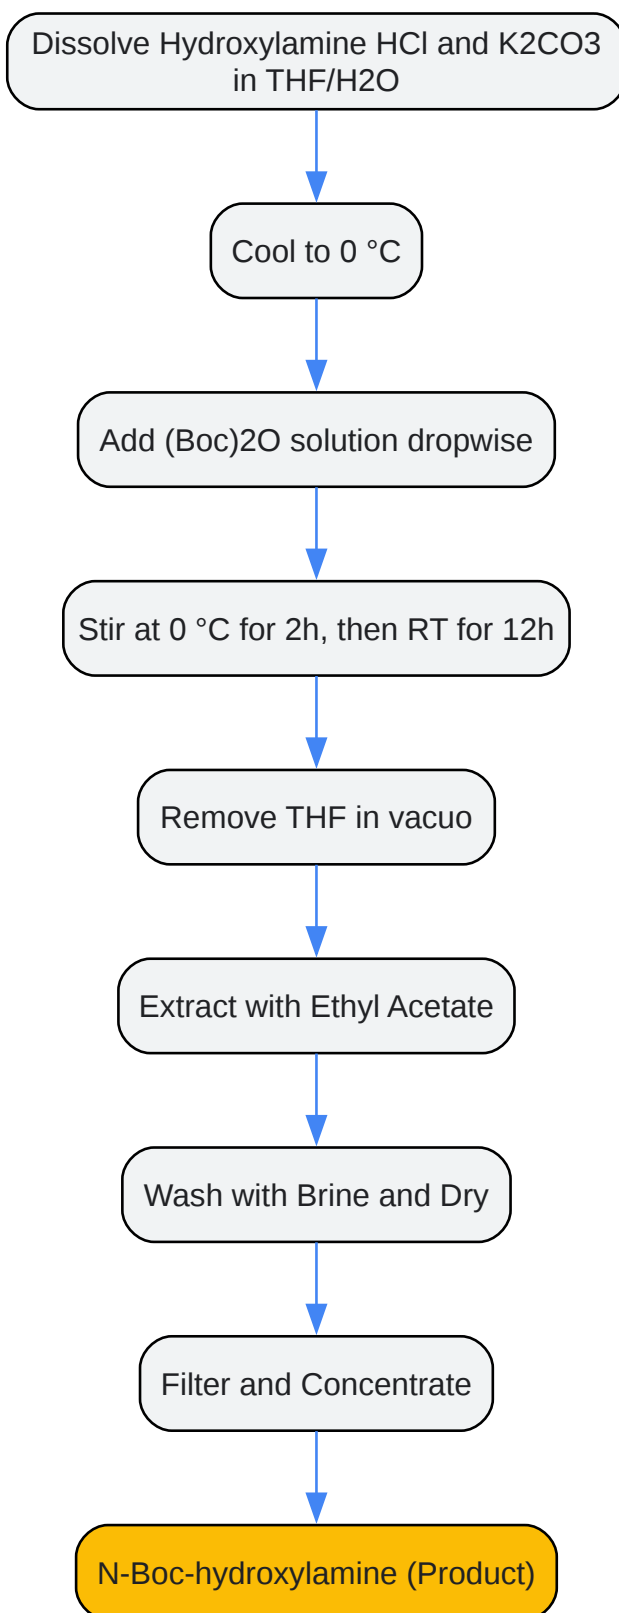 Dissolve Hydroxylamine HCl and K2CO3
in THF/H2O
Cool to 0 °C
Add (Boc)2O solution dropwise
Stir at 0 °C for 2h, then RT for 12h
Remove THF in vacuo
Extract with Ethyl Acetate
Wash with Brine and Dry
Filter and Concentrate
N-Boc-hydroxylamine (Product)